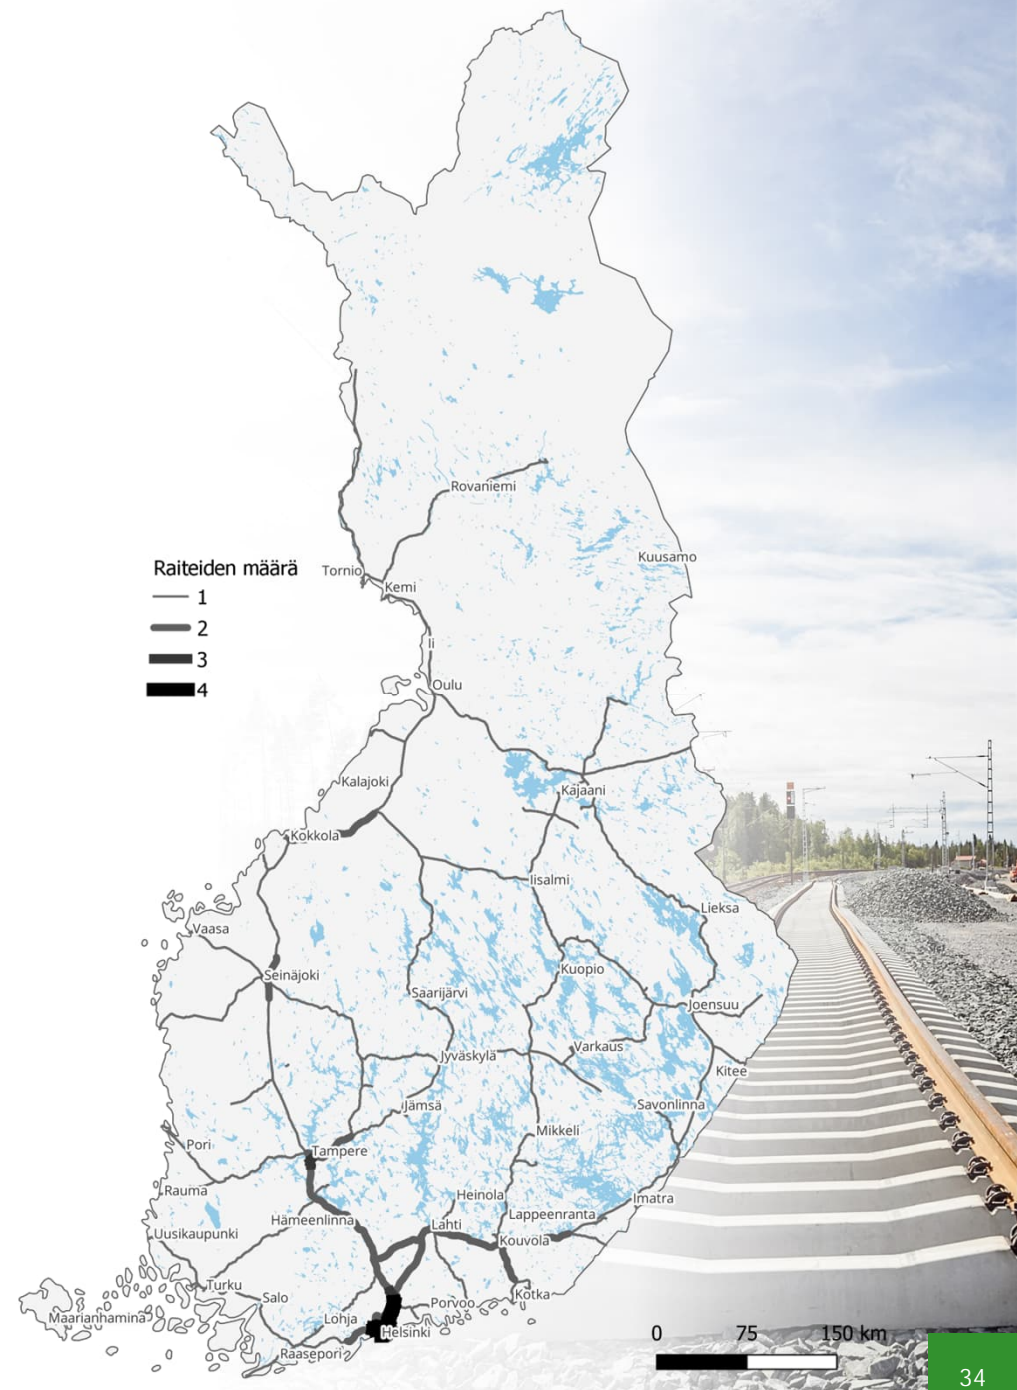 Rovaniemi
Kuusamo
Raiteiden määrä
1
2
3
4
Tornio
Kemi
Ii
Oulu
Kalajoki
Kajaani
Kokkola
Iisalmi
Lieksa
Vaasa
Seinäjoki
Kuopio
Saarijärvi
Joensuu
Jyväskylä
Varkaus
Kitee
Jämsä
Savonlinna
Mikkeli
Pori
Tampere
Rauma
Heinola
Imatra
Hämeenlinna
Lappeenranta
Lahti
Uusikaupunki
Kouvola
Turku
Salo
Porvoo
Kotka
Maarianhamina
Lohja
Helsinki
Raasepori
0 75 150 km
34